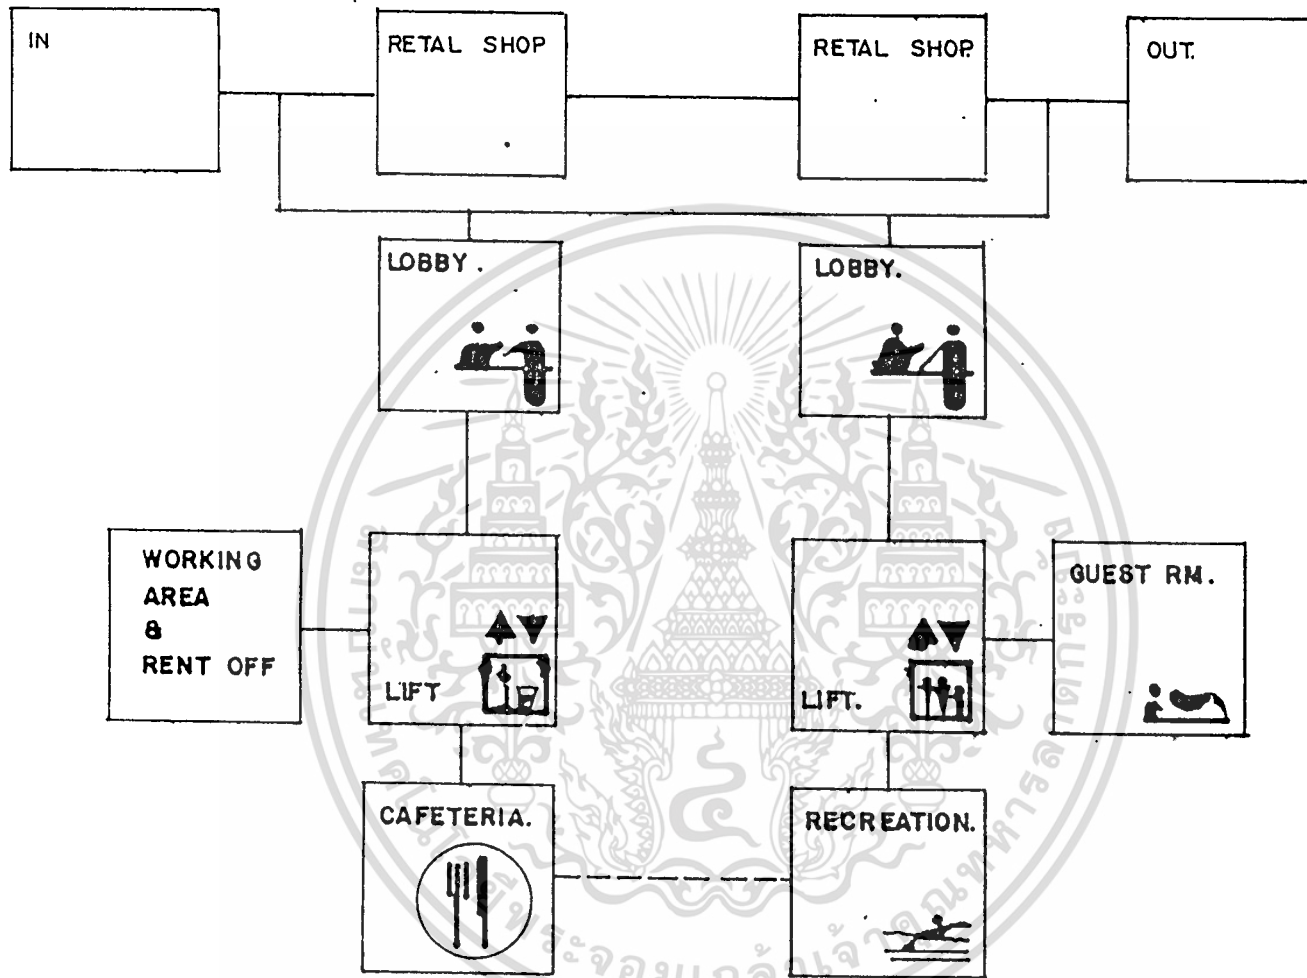 IN
RETAL SHOP
RETAL SHOP.
OUT.
LOBBY.
LOBBY.
WORKING
AREA
&
RENT OFF
LIFT
LIFT.
GUEST RM.
CAFETERIA.
RECREATION.